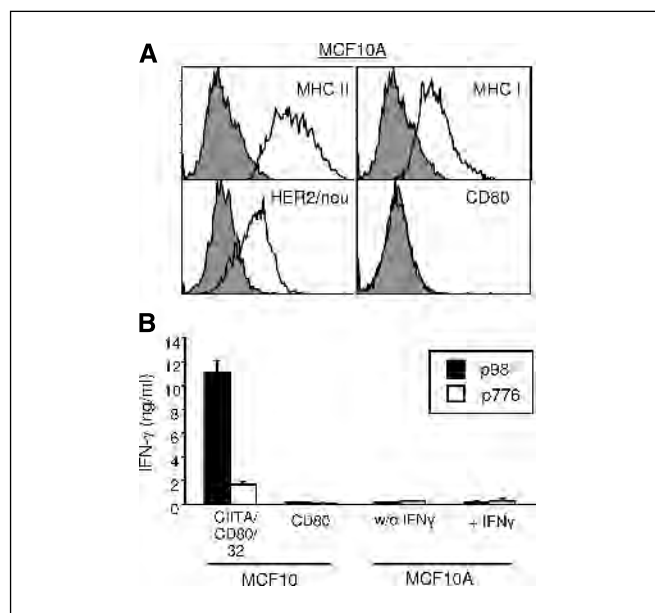 A
MCF10A
MHC II
MHC I
HER2/neu
CD80
B
IFN-γ (ng/ml)
14
12
10
8
6
4
2
0
p98
p776
CIITA/
CD80/
32
CD80
w/o IFNγ
+ IFNγ
MCF10
MCF10A